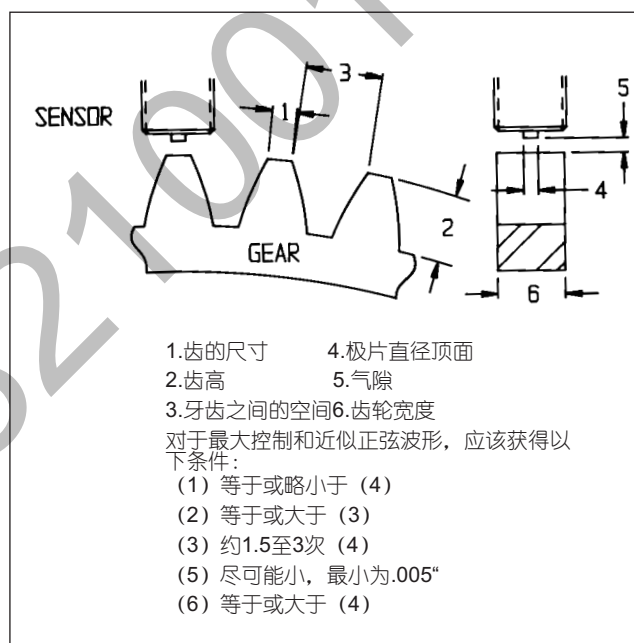 3
1
SENSOR
5
4
2
GEAR
6
1.齿的尺寸 4.极片直径顶面
2.齿高 5.气隙
3.牙齿之间的空间6.齿轮宽度
对于最大控制和近似正弦波形，应该获得以
下条件：
（1）等于或略小于（4）
（2）等于或大于（3）
（3）约1.5至3次（4）
（5）尽可能小，最小为.005“
（6）等于或大于（4）